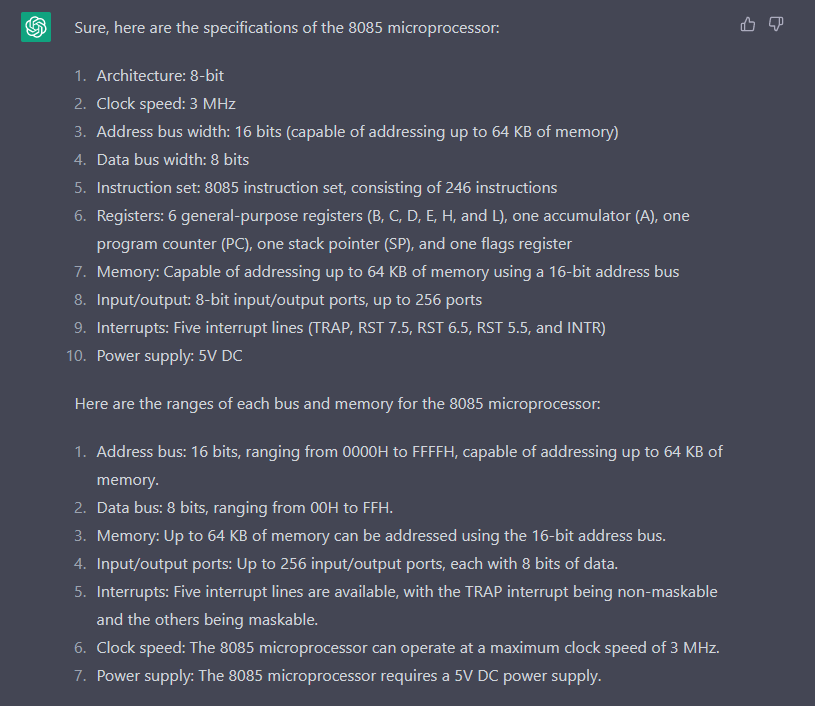 Sure, here are the specifications of the 8085 microprocessor:
1. Architecture: 8-bit
2. Clock speed: 3 MHz
3. Address bus width: 16 bits (capable of addressing up to 64 KB of memory)
4. Data bus width: 8 bits
5. Instruction set: 8085 instruction set, consisting of 246 instructions
6. Registers: 6 general-purpose registers (B, C, D, E, H, and L), one accumulator (A), one
program counter (PC), one stack pointer (SP), and one flags register
7. Memory: Capable of addressing up to 64 KB of memory using a 16-bit address bus
8. Input/output: 8-bit input/output ports, up to 256 ports
9. Interrupts: Five interrupt lines (TRAP, RST 7.5, RST 6.5, RST 5.5, and INTR)
10. Power supply: 5V DC
Here are the ranges of each bus and memory for the 8085 microprocessor:
1. Address bus: 16 bits, ranging from 0000H to FFFFH, capable of addressing up to 64 KB of
memory.
2. Data bus: 8 bits, ranging from 00H to FFH.
3. Memory: Up to 64 KB of memory can be addressed using the 16-bit address bus.
4. Input/output ports: Up to 256 input/output ports, each with 8 bits of data.
5. Interrupts: Five interrupt lines are available, with the TRAP interrupt being non-maskable
and the others being maskable.
6. Clock speed: The 8085 microprocessor can operate at a maximum clock speed of 3 MHz.
7. Power supply: The 8085 microprocessor requires a 5V DC power supply.